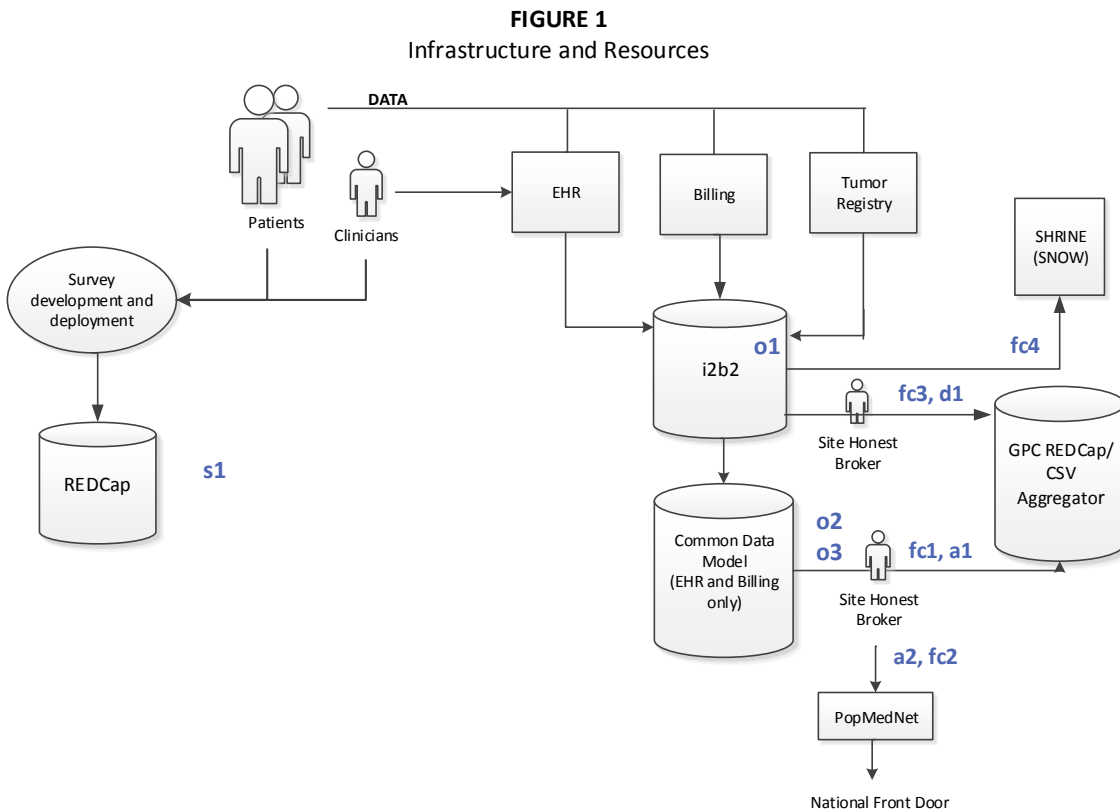 FIGURE 1
Infrastructure and Resources
DATA
EHR
Billing
Tumor
Registry
Patients
Clinicians
SHRINE
(SNOW)
Survey
development and
deployment
o1
i2b2
fc4
fc3, d1
Site Honest
Broker
GPC REDCap/
CSV
Aggregator
REDCap
s1
Common Data
Model
(EHR and Billing
only)
o2
o3
fc1, a1
Site Honest
Broker
a2, fc2
PopMedNet
National Front Door